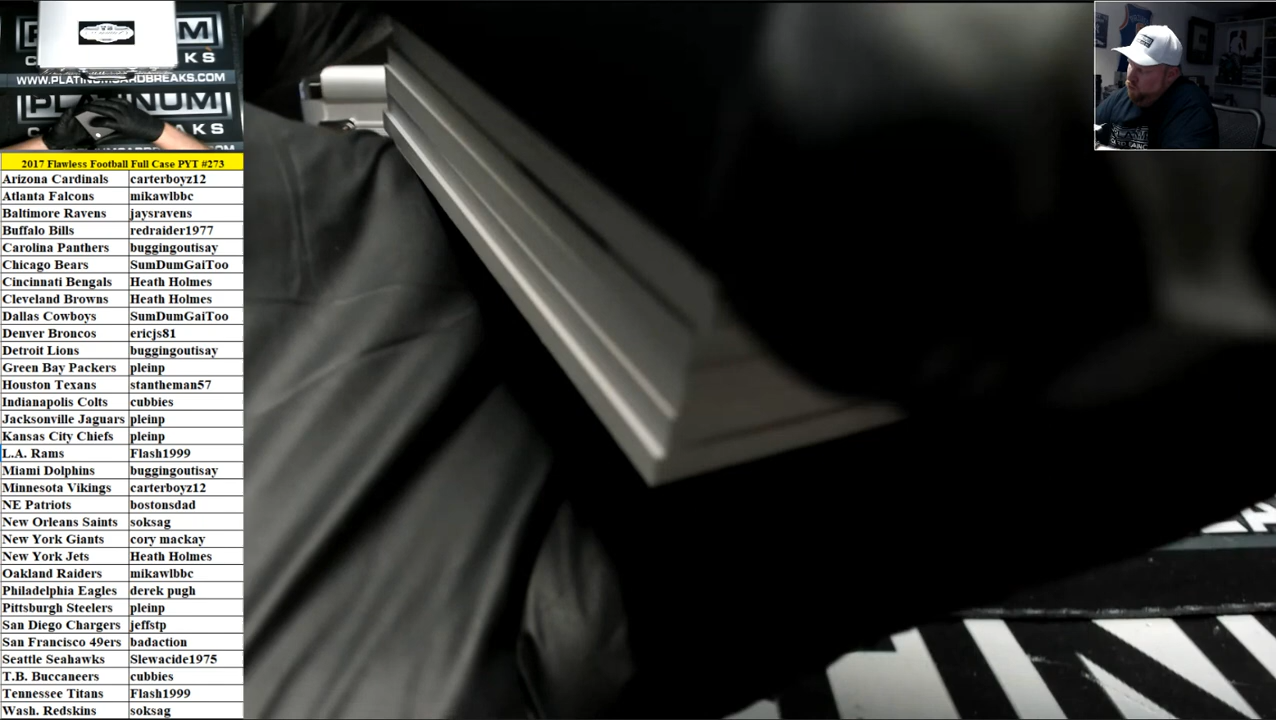 WWW.PLATINUMCARDBREAKS.COM
PLATINUM
2017 Flawless Football Full Case PYT #273
Arizona Cardinals carterboyz12
Atlanta Falcons mikawlbbc
Baltimore Ravens jaysravens
Buffalo Bills redraider1977
Carolina Panthers buggingoutisay
Chicago Bears SumDumGaiToo
Cincinnati Bengals Heath Holmes
Cleveland Browns Heath Holmes
Dallas Cowboys SumDumGaiToo
Denver Broncos ericjs81
Detroit Lions buggingoutisay
Green Bay Packers pleinp
Houston Texans stantheman57
Indianapolis Colts cubbies
Jacksonville Jaguars pleinp
Kansas City Chiefs pleinp
L.A. Rams Flash1999
Miami Dolphins buggingoutisay
Minnesota Vikings carterboyz12
NE Patriots bostonsdad
New Orleans Saints soksag
New York Giants cory mackay
New York Jets Heath Holmes
Oakland Raiders mikawlbbc
Philadelphia Eagles derek pugh
Pittsburgh Steelers pleinp
San Diego Chargers jeffstp
San Francisco 49ers badaction
Seattle Seahawks Slewacide1975
T.B. Buccaneers cubbies
Tennessee Titans Flash1999
Wash. Redskins soksag